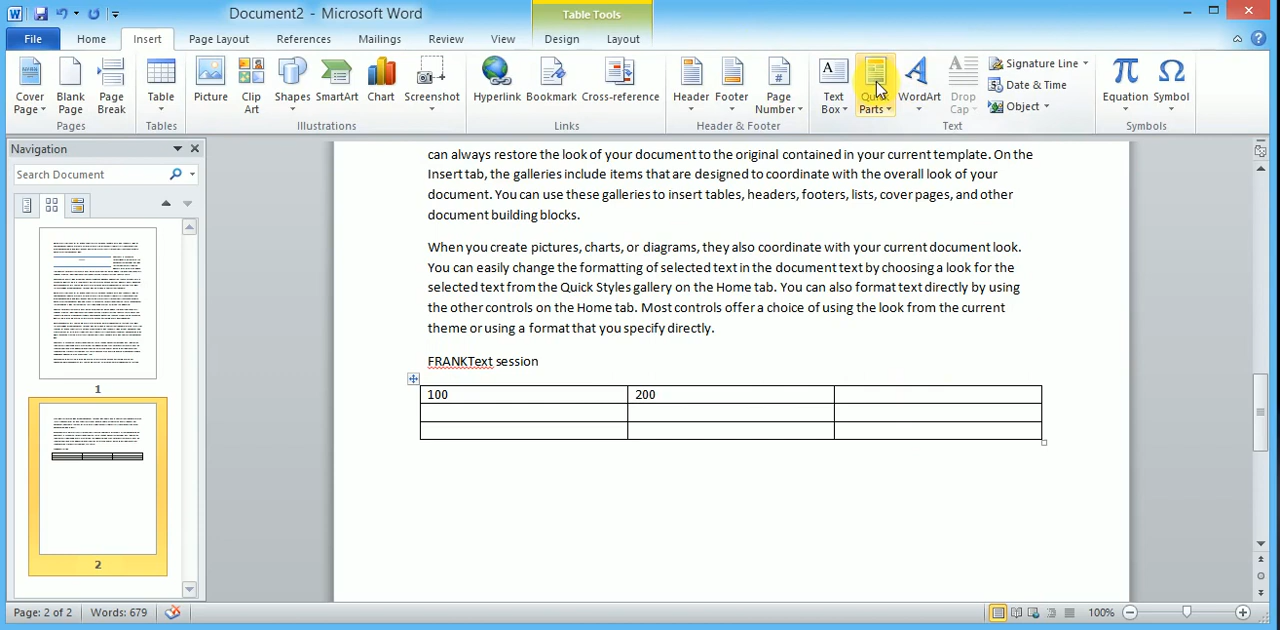 Document2 - Microsoft Word
Table Tools
File Home Insert Page Layout References Mailings Review View Design Layout
Cover Page
Blank Page
Page Break
Table
Picture
Clip Art
Shapes
SmartArt
Chart
Screenshot
Hyperlink
Bookmark
Cross-reference
Header
Footer
Page Number
Text Box
Quick Parts
WordArt
Drop Cap
Signature Line
Date & Time
Object
Equation
Symbol
Pages Tables Illustrations Links Header & Footer Text Symbols
Navigation
Search Document
1
2
can always restore the look of your document to the original contained in your current template. On the
Insert tab, the galleries include items that are designed to coordinate with the overall look of your
document. You can use these galleries to insert tables, headers, footers, lists, cover pages, and other
document building blocks.
When you create pictures, charts, or diagrams, they also coordinate with your current document look.
You can easily change the formatting of selected text in the document text by choosing a look for the
selected text from the Quick Styles gallery on the Home tab. You can also format text directly by using
the other controls on the Home tab. Most controls offer a choice of using the look from the current
theme or using a format that you specify directly.
FRANKText session
100 200
Page: 2 of 2 Words: 679 100%